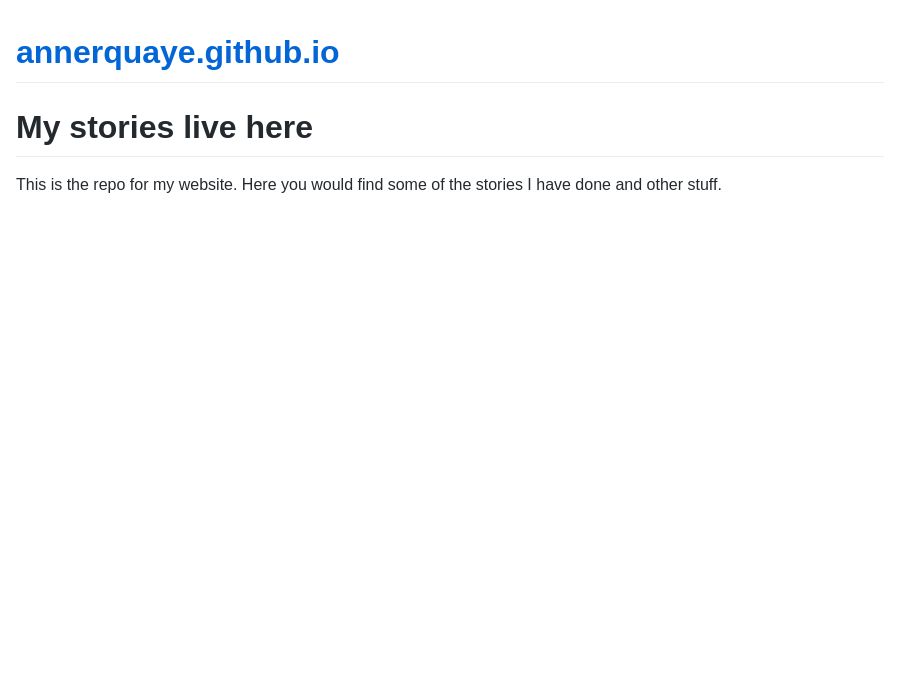 annerquaye.github.io
My stories live here
This is the repo for my website. Here you would find some of the stories I have done and other stuff.